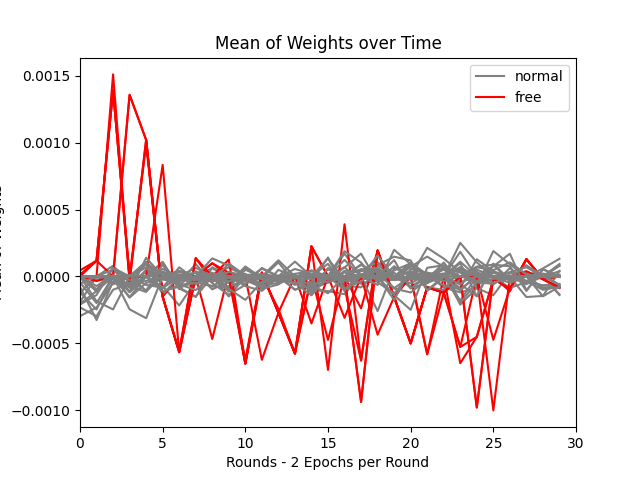 Mean of Weights over Time
normal
free
0.0015
0.0010
0.0005
0.0000
−0.0005
−0.0010
0 5 10 15 20 25 30
Rounds - 2 Epochs per Round